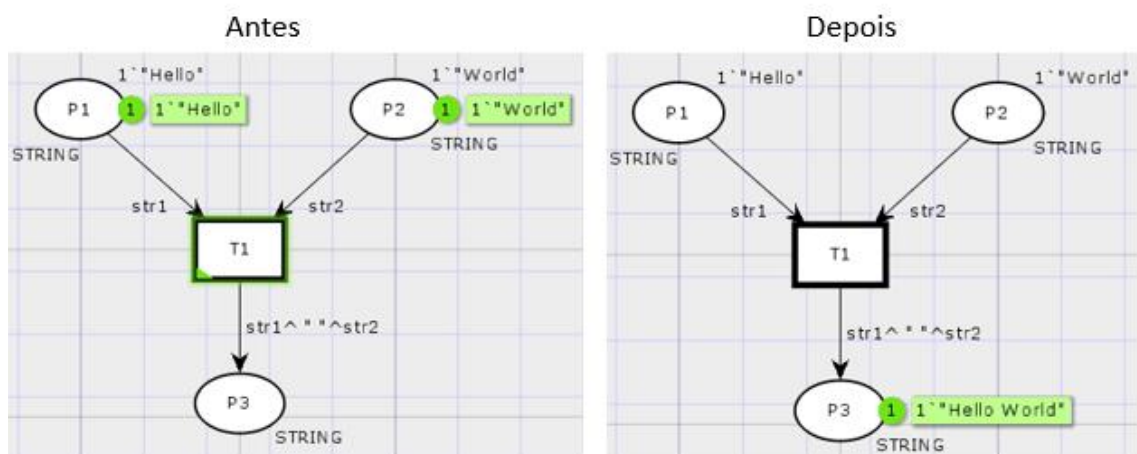 Antes
1`"Hello"
P1
1
1`"Hello"
STRING
1`"World"
P2
1
1`"World"
STRING
str1
str2
T1
str1^ " "^str2
P3
STRING
Depois
1`"Hello"
P1
STRING
1`"World"
P2
STRING
str1
str2
T1
str1^ " "^str2
P3
1
1`"Hello World"
STRING